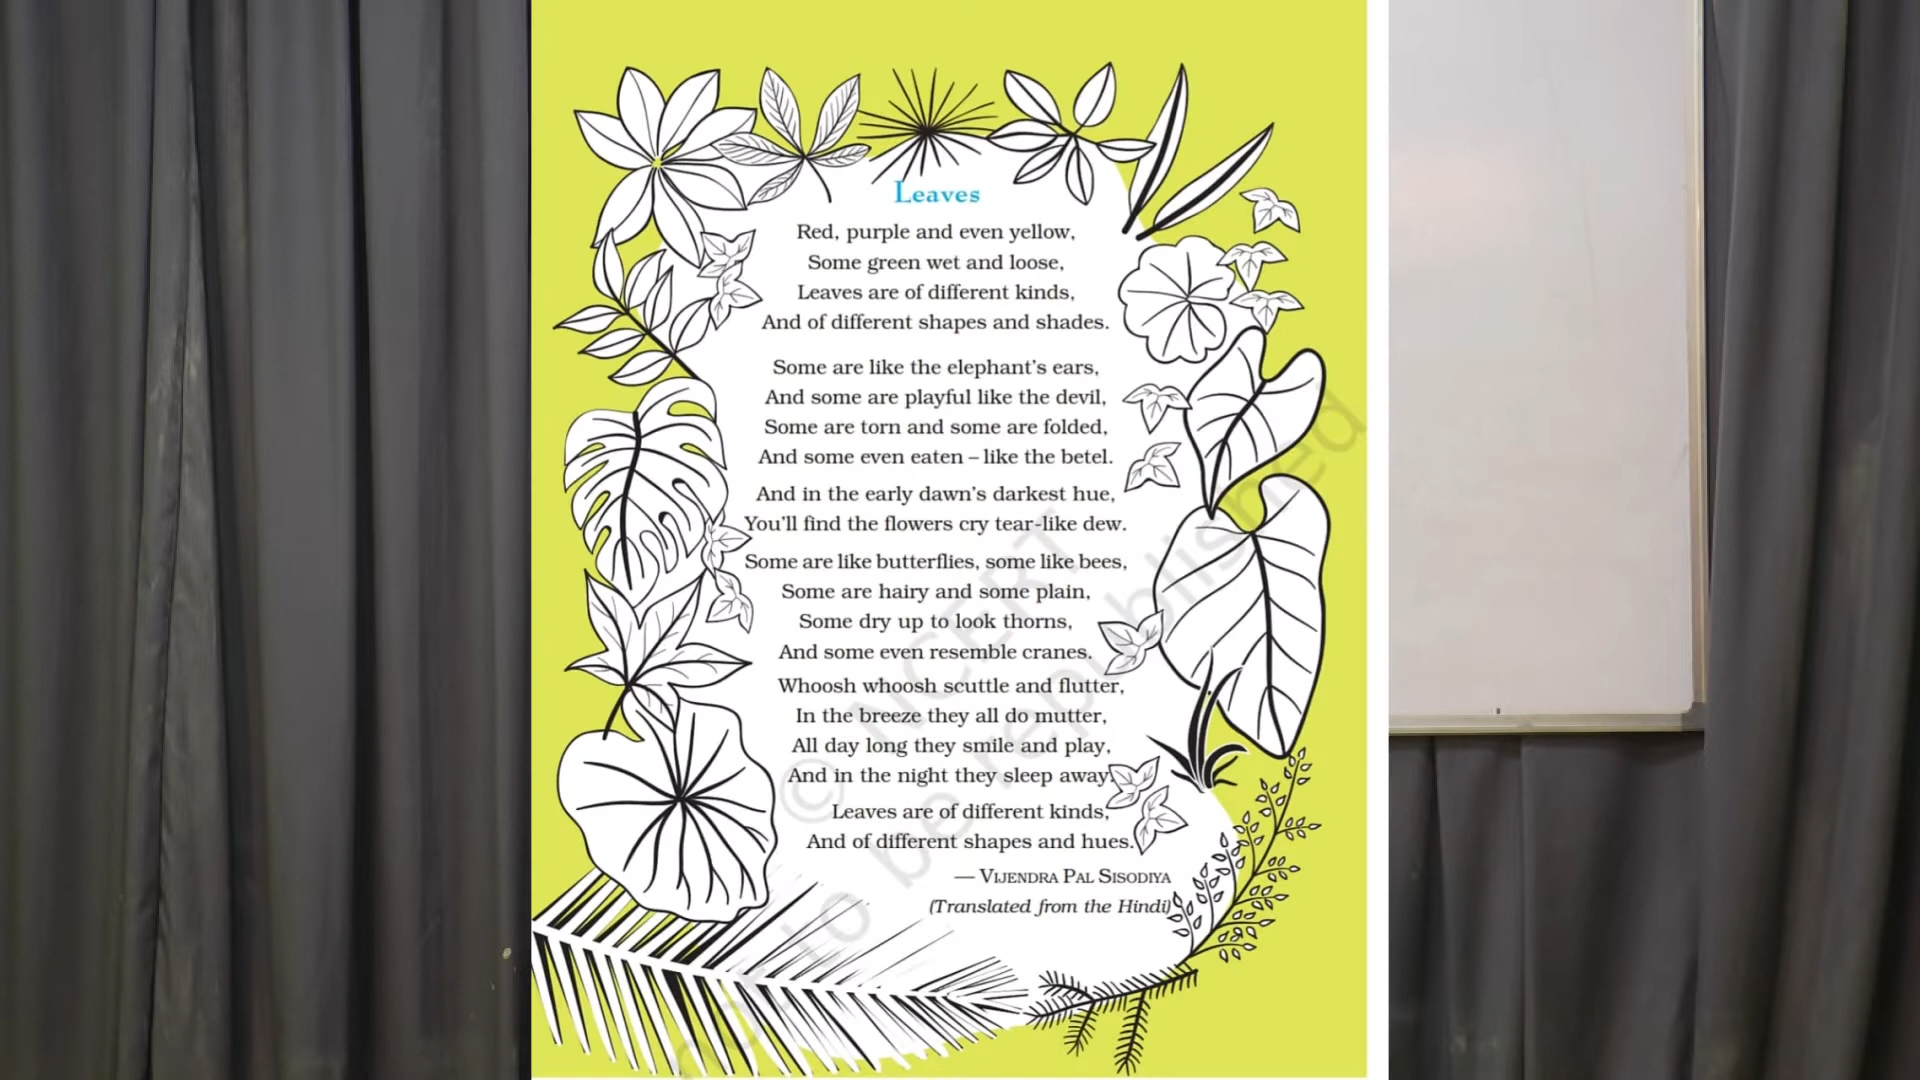 Leaves
Red, purple and even yellow,
Some green wet and loose,
Leaves are of different kinds,
And of different shapes and shades.
Some are like the elephant's ears,
And some are playful like the devil,
Some are torn and some are folded,
And some even eaten – like the betel.
And in the early dawn's darkest hue,
You'll find the flowers cry tear-like dew.
Some are like butterflies, some like bees,
Some are hairy and some plain,
Some dry up to look thorns,
And some even resemble cranes.
Whoosh whoosh scuttle and flutter,
In the breeze they all do mutter,
All day long they smile and play,
And in the night they sleep away.
Leaves are of different kinds,
And of different shapes and hues.
— VIJENDRA PAL SISODIYA
(Translated from the Hindi)
© NCERT
not to be republished